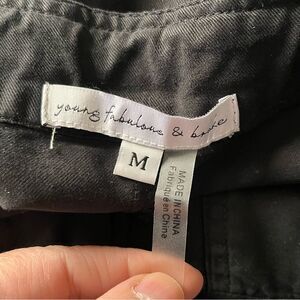 young fabulous & broke
M
MADE IN CHINA
Fabriqué en Chine